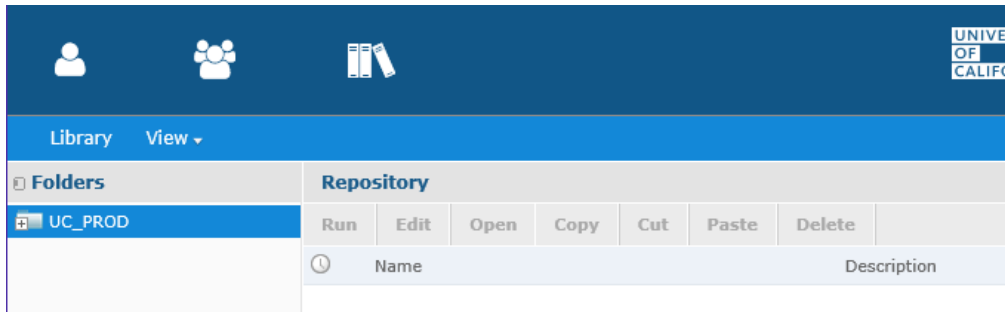 UNIVE
OF
CALIFO
Library View
Folders Repository
UC_PROD
Run Edit Open Copy Cut Paste Delete
Name Description